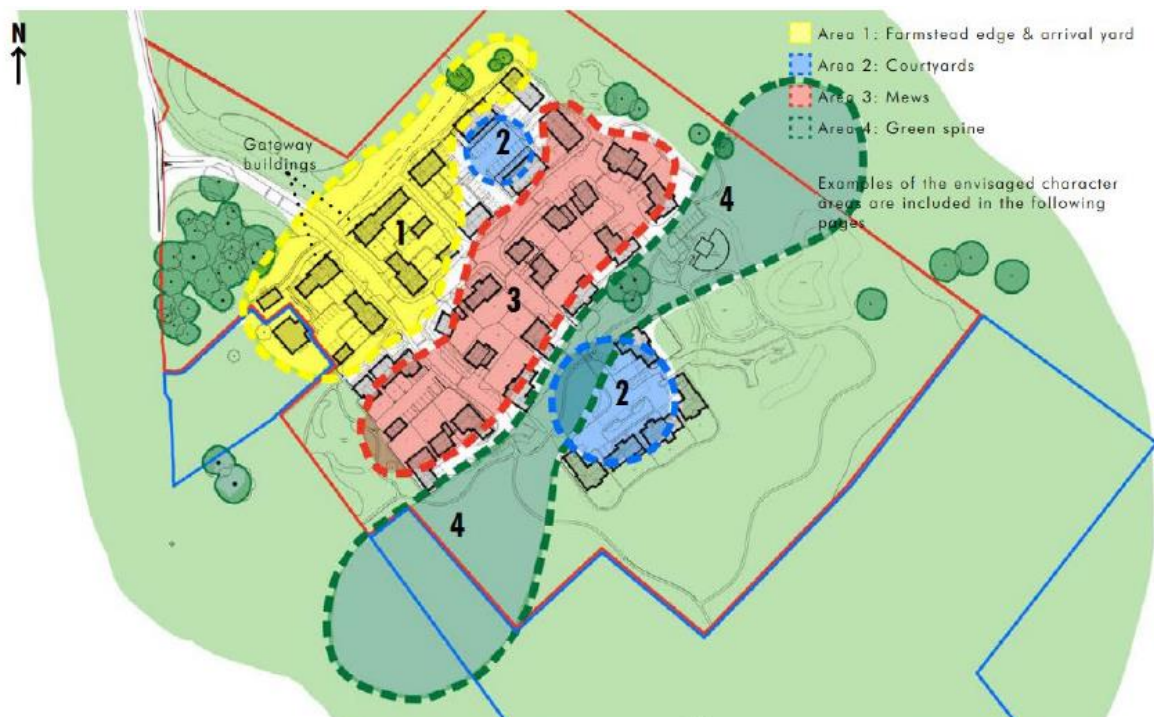 N
Area 1: Farmstead edge & arrival yard
Area 2: Courtyards
Area 3: Mews
Area 4: Green spine
Examples of the envisaged character
areas are included in the following
pages
Gateway
buildings
2
1
4
3
2
4